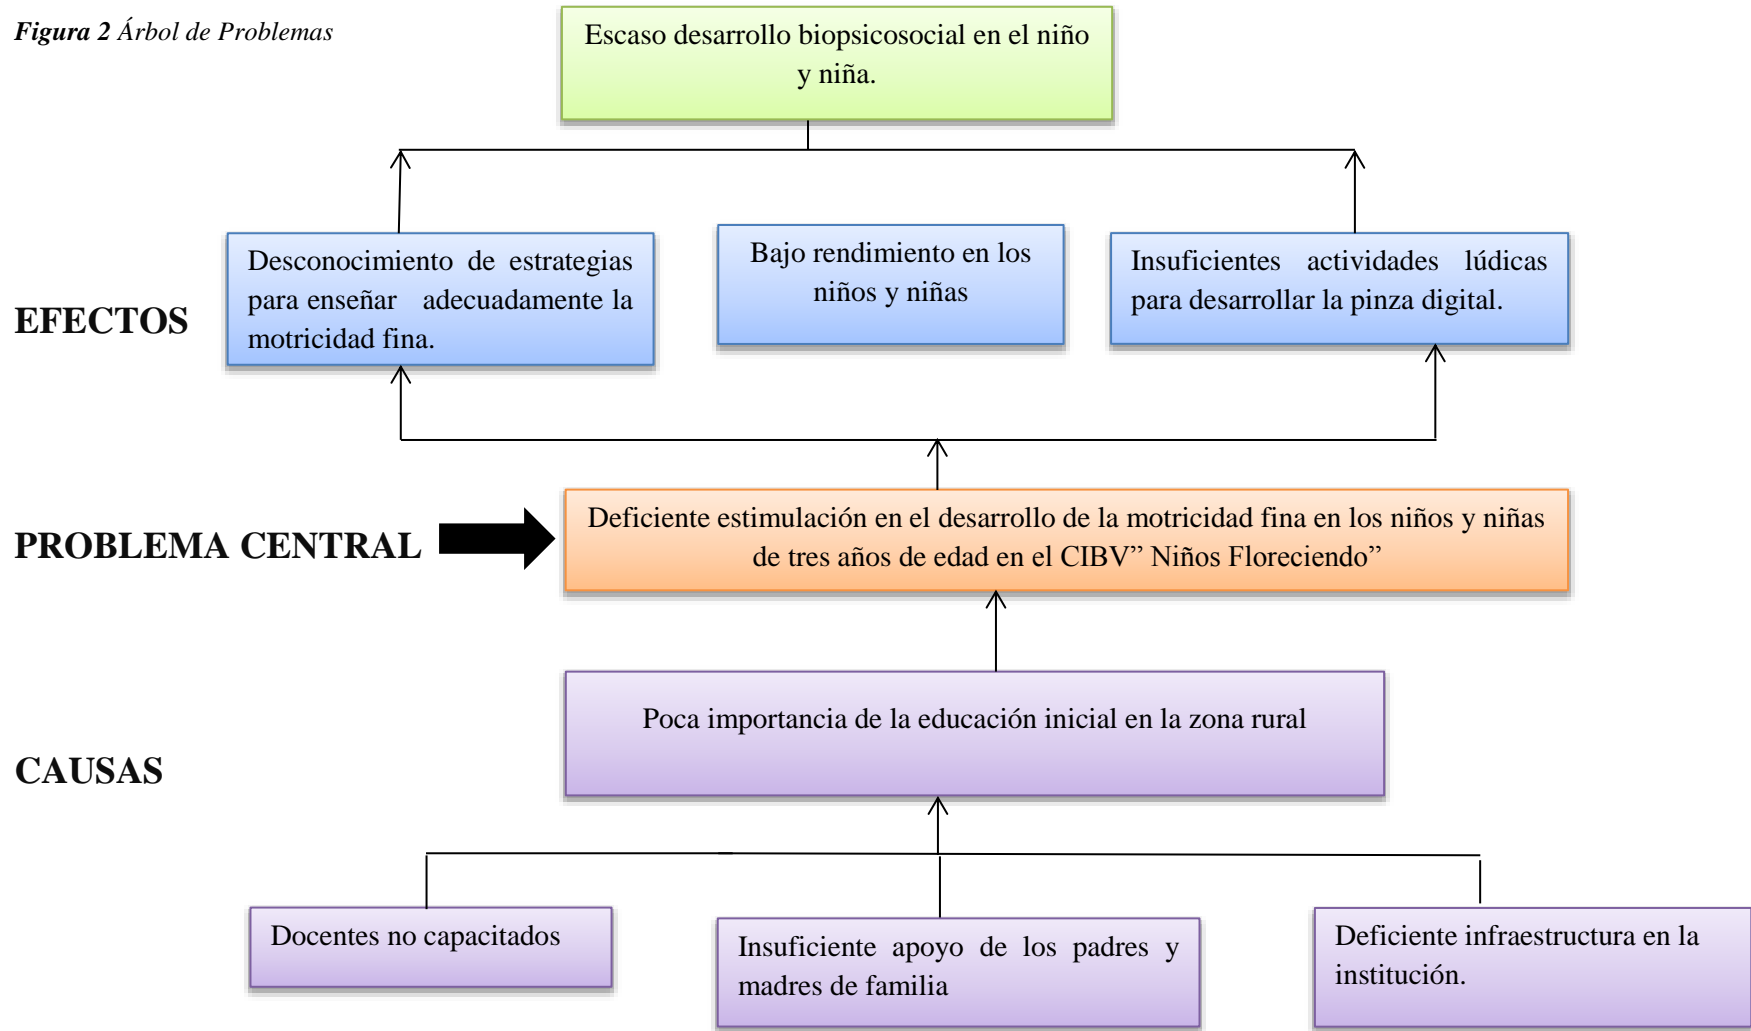 Figura 2 Árbol de Problemas
Escaso desarrollo biopsicosocial en el niño
y niña.
EFECTOS
Desconocimiento de estrategias
para enseñar adecuadamente la
motricidad fina.
Bajo rendimiento en los
niños y niñas
Insuficientes actividades lúdicas
para desarrollar la pinza digital.
PROBLEMA CENTRAL
Deficiente estimulación en el desarrollo de la motricidad fina en los niños y niñas
de tres años de edad en el CIBV” Niños Floreciendo”
CAUSAS
Poca importancia de la educación inicial en la zona rural
Docentes no capacitados
Insuficiente apoyo de los padres y
madres de familia
Deficiente infraestructura en la
institución.